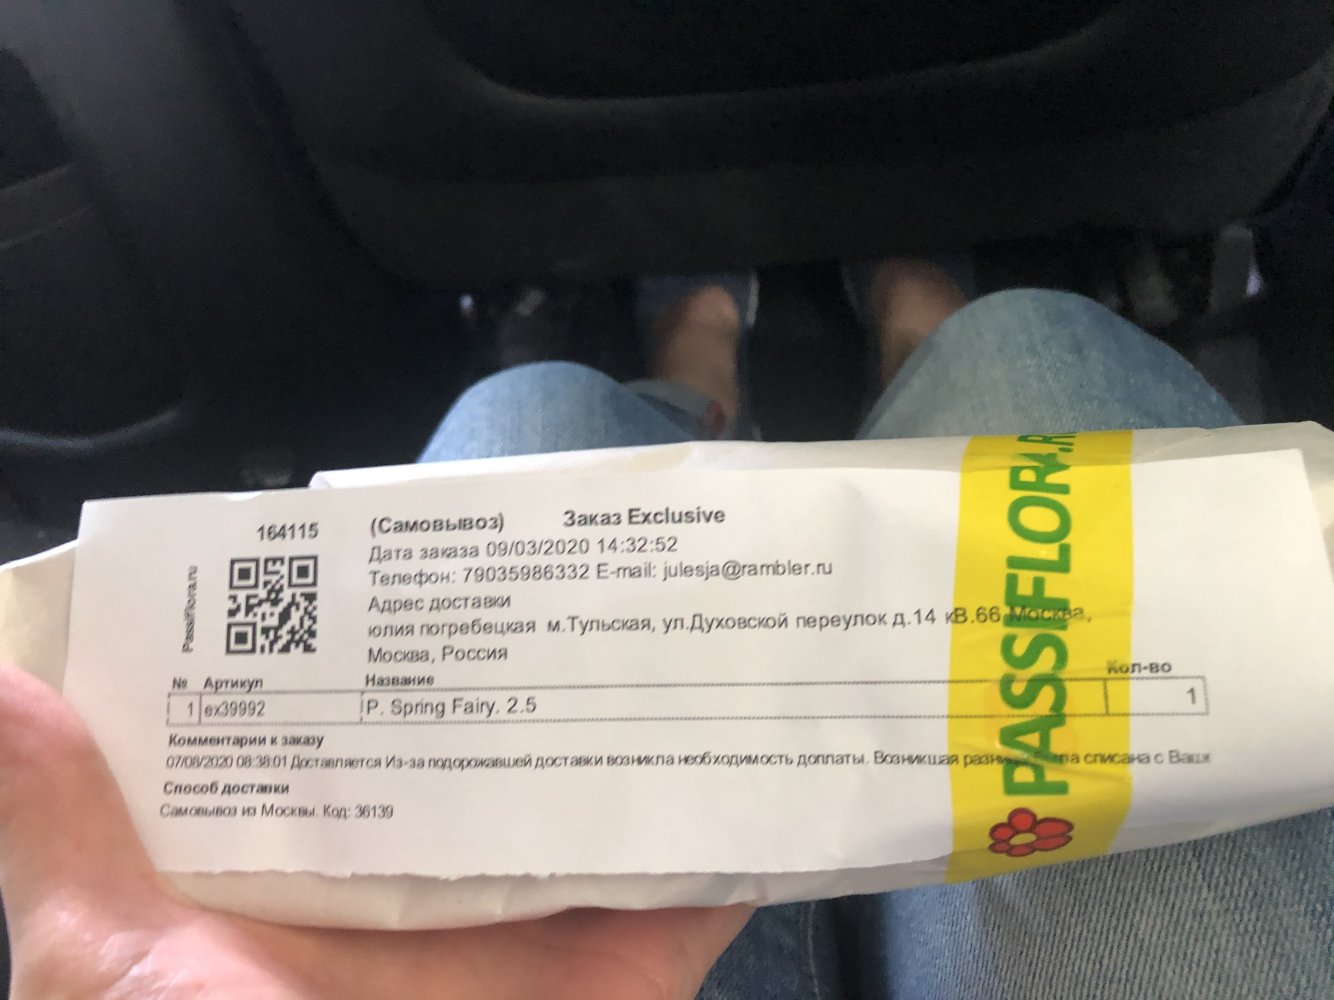 164115 (Самовывоз) Заказ Exclusive
Дата заказа 09/03/2020 14:32:52
Телефон: 79035986332 E-mail: julesja@rambler.ru
Адрес доставки
юлия погребецкая м.Тульская, ул.Духовской переулок д.14 кВ.66 Москва,
Москва, Россия
Passiflora.ru
№ Артикул Название Кол-во
1 ex39992 P. Spring Fairy. 2.5 1
Комментарии к заказу
07/08/2020 08:38:01 Доставляется Из-за подорожавшей доставки возникла необходимость доплаты. Возникшая списана с Ваш
Способ доставки
Самовывоз из Москвы. Код: 36139
PASSIFLORA.RU